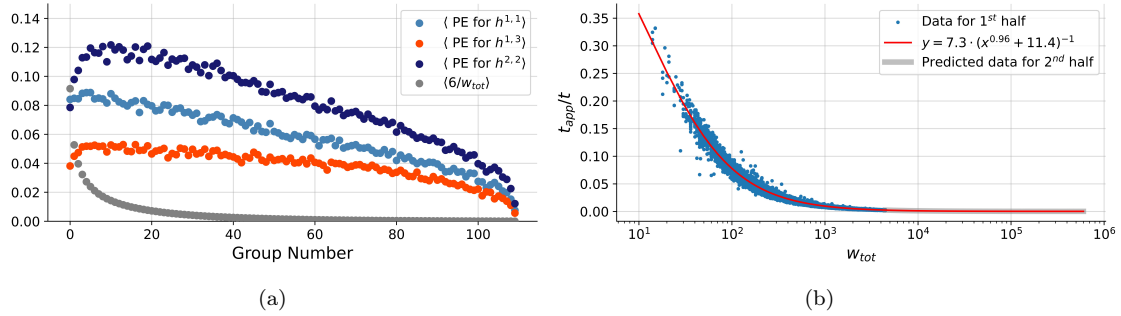 0.14
0.12
0.10
0.08
0.06
0.04
0.02
0.00
0 20 40 60 80 100
Group Number
⟨ PE for h^{1,1}⟩
⟨ PE for h^{1,3}⟩
⟨ PE for h^{2,2}⟩
⟨6/w_{tot}⟩
(a)
0.35
0.30
0.25
0.20
0.15
0.10
0.05
0.00
t_{app}/t
10^1 10^2 10^3 10^4 10^5 10^6
w_{tot}
Data for 1^{st} half
y = 7.3 · (x^{0.96} + 11.4)^{−1}
Predicted data for 2^{nd} half
(b)